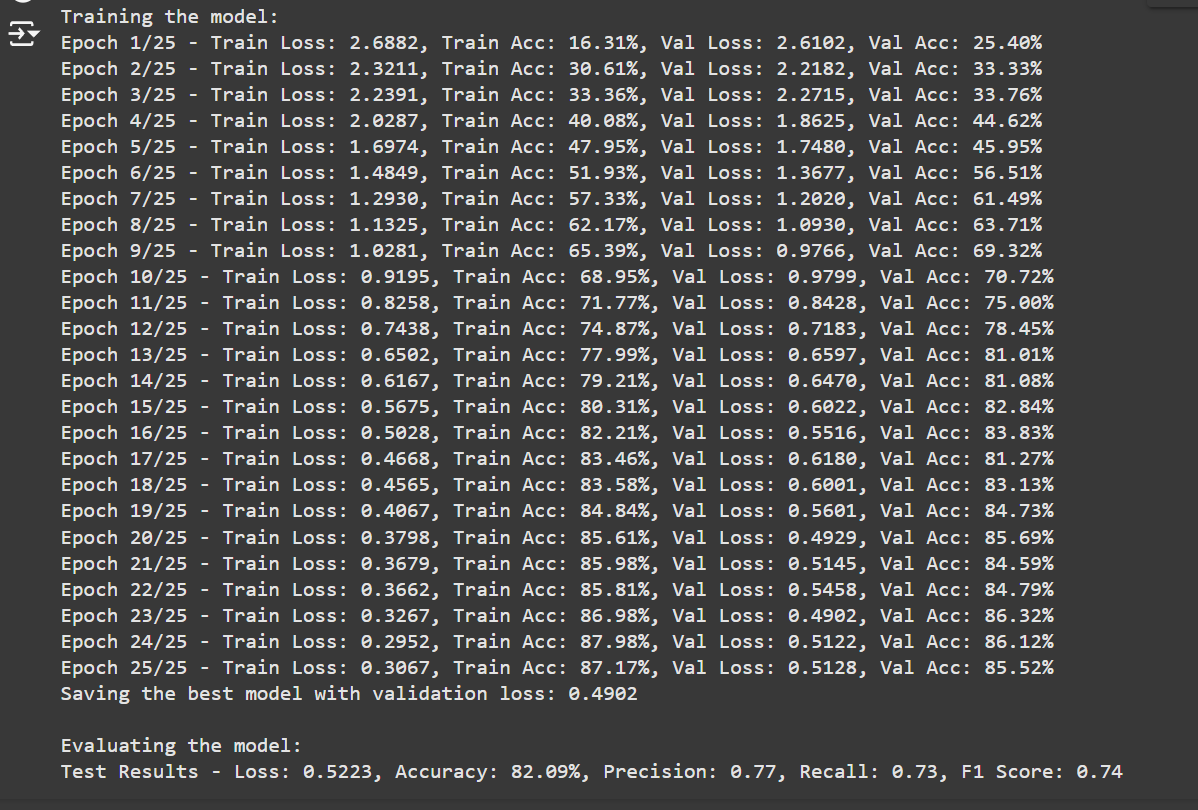 Training the model:
Epoch 1/25 - Train Loss: 2.6882, Train Acc: 16.31%, Val Loss: 2.6102, Val Acc: 25.40%
Epoch 2/25 - Train Loss: 2.3211, Train Acc: 30.61%, Val Loss: 2.2182, Val Acc: 33.33%
Epoch 3/25 - Train Loss: 2.2391, Train Acc: 33.36%, Val Loss: 2.2715, Val Acc: 33.76%
Epoch 4/25 - Train Loss: 2.0287, Train Acc: 40.08%, Val Loss: 1.8625, Val Acc: 44.62%
Epoch 5/25 - Train Loss: 1.6974, Train Acc: 47.95%, Val Loss: 1.7480, Val Acc: 45.95%
Epoch 6/25 - Train Loss: 1.4849, Train Acc: 51.93%, Val Loss: 1.3677, Val Acc: 56.51%
Epoch 7/25 - Train Loss: 1.2930, Train Acc: 57.33%, Val Loss: 1.2020, Val Acc: 61.49%
Epoch 8/25 - Train Loss: 1.1325, Train Acc: 62.17%, Val Loss: 1.0930, Val Acc: 63.71%
Epoch 9/25 - Train Loss: 1.0281, Train Acc: 65.39%, Val Loss: 0.9766, Val Acc: 69.32%
Epoch 10/25 - Train Loss: 0.9195, Train Acc: 68.95%, Val Loss: 0.9799, Val Acc: 70.72%
Epoch 11/25 - Train Loss: 0.8258, Train Acc: 71.77%, Val Loss: 0.8428, Val Acc: 75.00%
Epoch 12/25 - Train Loss: 0.7438, Train Acc: 74.87%, Val Loss: 0.7183, Val Acc: 78.45%
Epoch 13/25 - Train Loss: 0.6502, Train Acc: 77.99%, Val Loss: 0.6597, Val Acc: 81.01%
Epoch 14/25 - Train Loss: 0.6167, Train Acc: 79.21%, Val Loss: 0.6470, Val Acc: 81.08%
Epoch 15/25 - Train Loss: 0.5675, Train Acc: 80.31%, Val Loss: 0.6022, Val Acc: 82.84%
Epoch 16/25 - Train Loss: 0.5028, Train Acc: 82.21%, Val Loss: 0.5516, Val Acc: 83.83%
Epoch 17/25 - Train Loss: 0.4668, Train Acc: 83.46%, Val Loss: 0.6180, Val Acc: 81.27%
Epoch 18/25 - Train Loss: 0.4565, Train Acc: 83.58%, Val Loss: 0.6001, Val Acc: 83.13%
Epoch 19/25 - Train Loss: 0.4067, Train Acc: 84.84%, Val Loss: 0.5601, Val Acc: 84.73%
Epoch 20/25 - Train Loss: 0.3798, Train Acc: 85.61%, Val Loss: 0.4929, Val Acc: 85.69%
Epoch 21/25 - Train Loss: 0.3679, Train Acc: 85.98%, Val Loss: 0.5145, Val Acc: 84.59%
Epoch 22/25 - Train Loss: 0.3662, Train Acc: 85.81%, Val Loss: 0.5458, Val Acc: 84.79%
Epoch 23/25 - Train Loss: 0.3267, Train Acc: 86.98%, Val Loss: 0.4902, Val Acc: 86.32%
Epoch 24/25 - Train Loss: 0.2952, Train Acc: 87.98%, Val Loss: 0.5122, Val Acc: 86.12%
Epoch 25/25 - Train Loss: 0.3067, Train Acc: 87.17%, Val Loss: 0.5128, Val Acc: 85.52%
Saving the best model with validation loss: 0.4902
Evaluating the model:
Test Results - Loss: 0.5223, Accuracy: 82.09%, Precision: 0.77, Recall: 0.73, F1 Score: 0.74